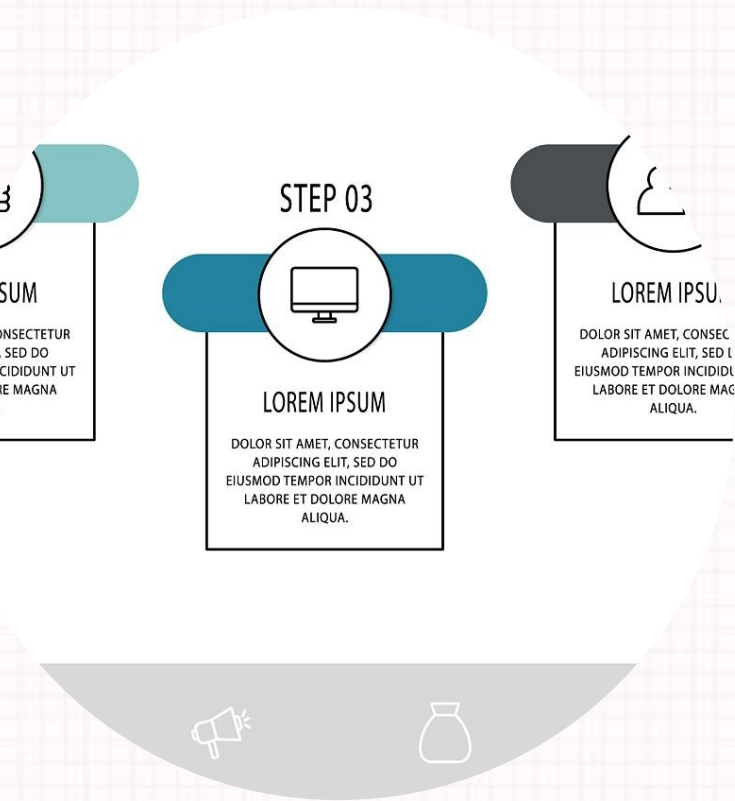 SUM
ONSECTETUR
, SED DO
CIDIDUNT UT
RE MAGNA
STEP 03
LOREM IPSUM
DOLOR SIT AMET, CONSECTETUR
ADIPISCING ELIT, SED DO
EIUSMOD TEMPOR INCIDIDUNT UT
LABORE ET DOLORE MAGNA
ALIQUA.
LOREM IPSU
DOLOR SIT AMET, CONSEC
ADIPISCING ELIT, SED
EIUSMOD TEMPOR INCIDIDU
LABORE ET DOLORE MAG
ALIQUA.